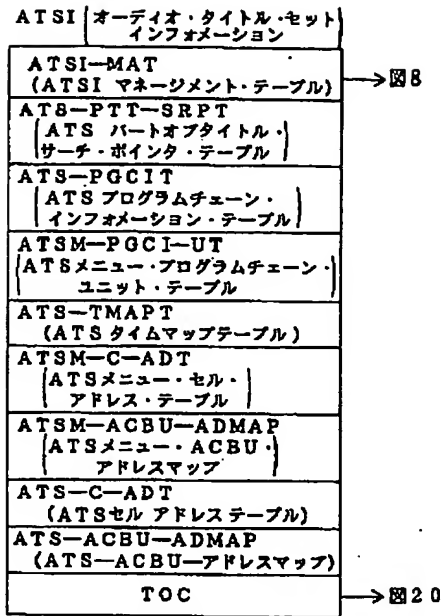 ATSI(オーディオ・タイトル・セット
インフォメーション)
ATSI—MAT
(ATSI マネージメント・テーブル)
→図8
ATS—PTT—SRPT
(ATS パートオブタイトル・
サーチ・ポインタ・テーブル)
ATS—PGCIT
(ATS プログラムチェーン・
インフォメーション・テーブル)
ATSM—PGCI—UT
(ATSメニュー・プログラムチェーン・
ユニット・テーブル)
ATS—TMAPT
(ATS タイムマップテーブル)
ATSM—C—ADT
(ATSメニュー・セル・
アドレス・テーブル)
ATSM—ACBU—ADMAP
(ATSメニュー・ACBU・
アドレスマップ)
ATS—C—ADT
(ATSセル アドレステーブル)
ATS—ACBU—ADMAP
(ATS—ACBU—アドレスマップ)
TOC
→図20